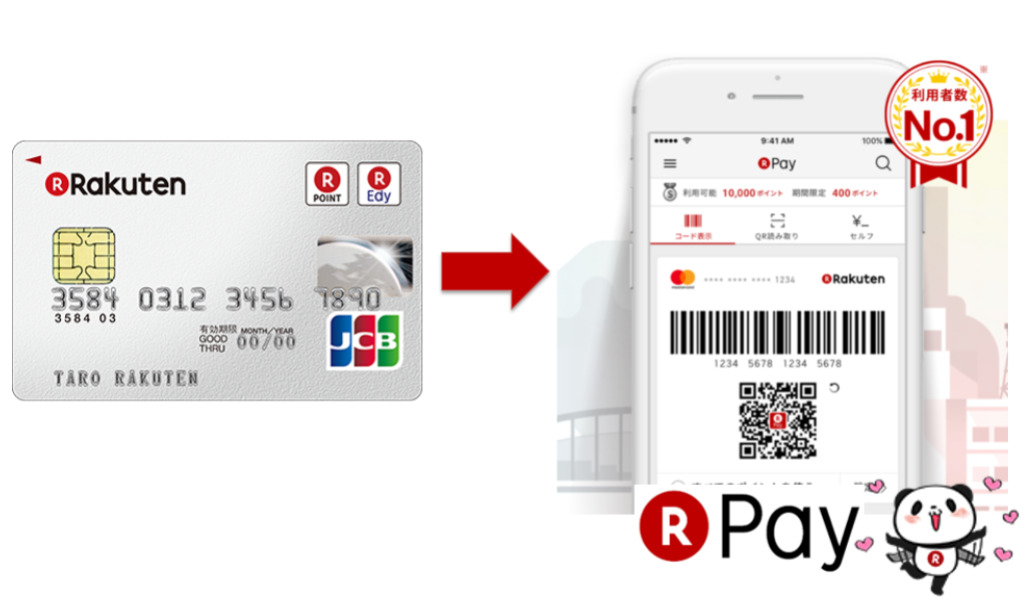 Rakuten
R
POINT
R
Edy
3584 0312 3456 7890
3584 03
有効期限 MONTH/YEAR
GOOD THRU 00/00
JCB
TARO RAKUTEN
利用者数
No.1
※
9:41 AM
100%
R Pay
利用可能 10,000ポイント 期間限定 400ポイント
コード表示
QR読み取り
セルフ
mastercard
•••• •••• •••• 1234
Rakuten
1234 5678 1234 5678
R Pay
R